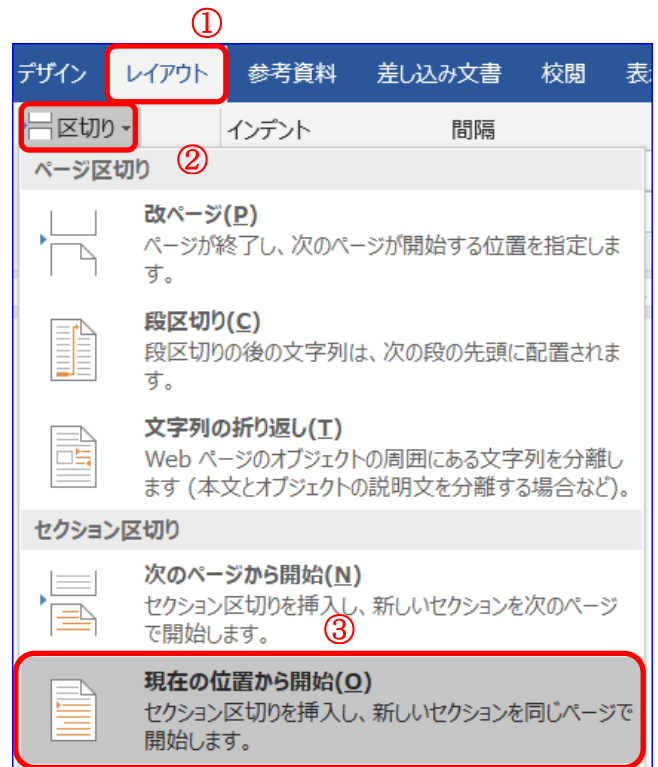 ①
デザイン レイアウト 参考資料 差し込み文書 校閲 表
区切り インデント 間隔
②
ページ区切り
改ページ(P)
ページが終了し、次のページが開始する位置を指定しま
す。
段区切り(C)
段区切りの後の文字列は、次の段の先頭に配置されま
す。
文字列の折り返し(T)
Web ページのオブジェクトの周囲にある文字列を分離し
ます (本文とオブジェクトの説明文を分離する場合など)。
セクション区切り
次のページから開始(N)
セクション区切りを挿入し、新しいセクションを次のページ
で開始します。
③
現在の位置から開始(O)
セクション区切りを挿入し、新しいセクションを同じページで
開始します。